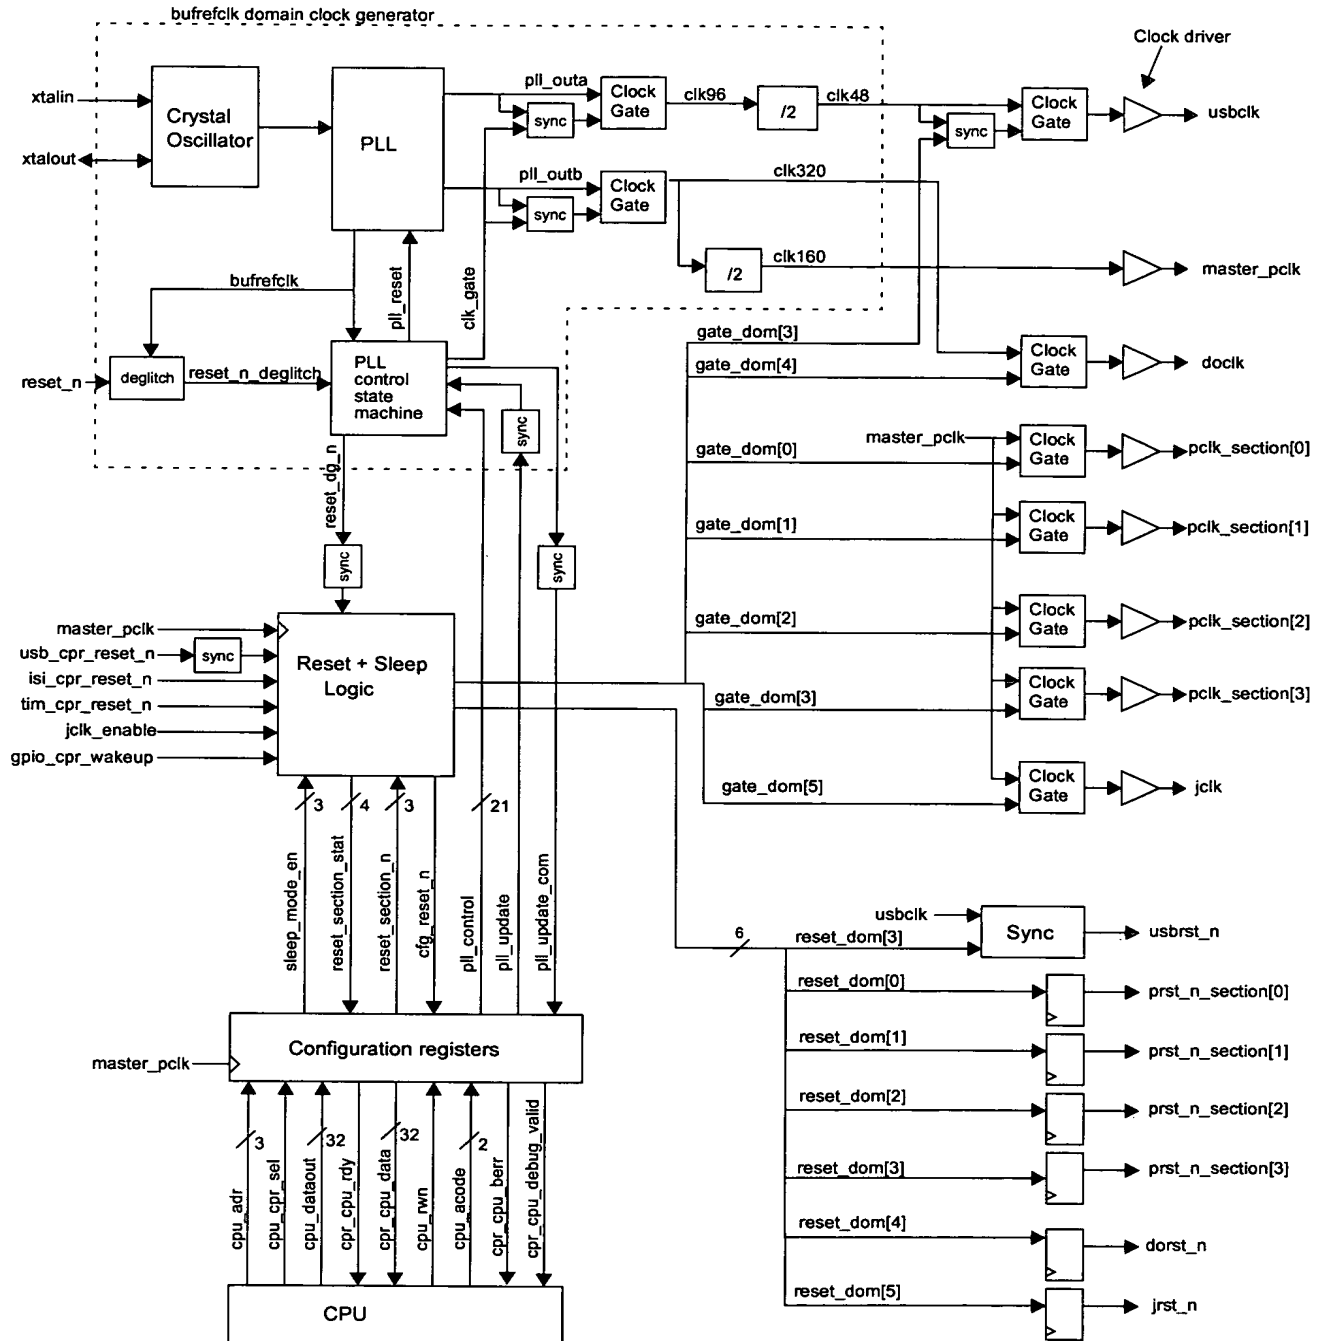 bufrefclk domain clock generator
Clock driver
xtalin
xtalout
Crystal
Oscillator
PLL
pll_outa
sync
Clock
Gate
clk96
/2
clk48
sync
Clock
Gate
usbclk
pll_outb
sync
Clock
Gate
clk320
/2
clk160
master_pclk
bufrefclk
pll_reset
clk_gate
reset_n
deglitch
reset_n_deglitch
PLL
control
state
machine
sync
gate_dom[3]
gate_dom[4]
Clock
Gate
doclk
reset_dg_n
sync
sync
master_pclk
gate_dom[0]
Clock
Gate
pclk_section[0]
gate_dom[1]
Clock
Gate
pclk_section[1]
gate_dom[2]
Clock
Gate
pclk_section[2]
gate_dom[3]
Clock
Gate
pclk_section[3]
gate_dom[5]
Clock
Gate
jclk
master_pclk
usb_cpr_reset_n
sync
isi_cpr_reset_n
tim_cpr_reset_n
jclk_enable
gpio_cpr_wakeup
Reset + Sleep
Logic
3
4
3
21
sleep_mode_en
reset_section_stat
reset_section_n
cfg_reset_n
pll_control
pll_update
pll_update_com
6
usbclk
reset_dom[3]
Sync
usbrst_n
reset_dom[0]
prst_n_section[0]
reset_dom[1]
prst_n_section[1]
reset_dom[2]
prst_n_section[2]
reset_dom[3]
prst_n_section[3]
reset_dom[4]
dorst_n
reset_dom[5]
jrst_n
master_pclk
Configuration registers
3
32
32
2
cpu_adr
cpu_cpr_sel
cpu_dataout
cpr_cpu_rdy
cpr_cpu_data
cpu_rwn
cpu_acode
cpr_cpu_berr
cpr_cpu_debug_valid
CPU